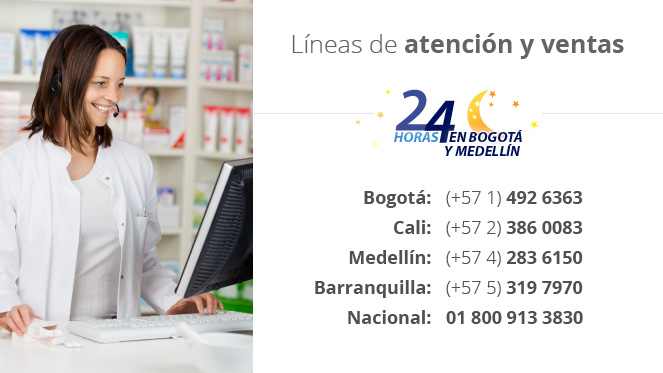 Líneas de atención y ventas
24
HORAS EN BOGOTÁ
Y MEDELLÍN
Bogotá: (+57 1) 492 6363
Cali: (+57 2) 386 0083
Medellín: (+57 4) 283 6150
Barranquilla: (+57 5) 319 7970
Nacional: 01 800 913 3830